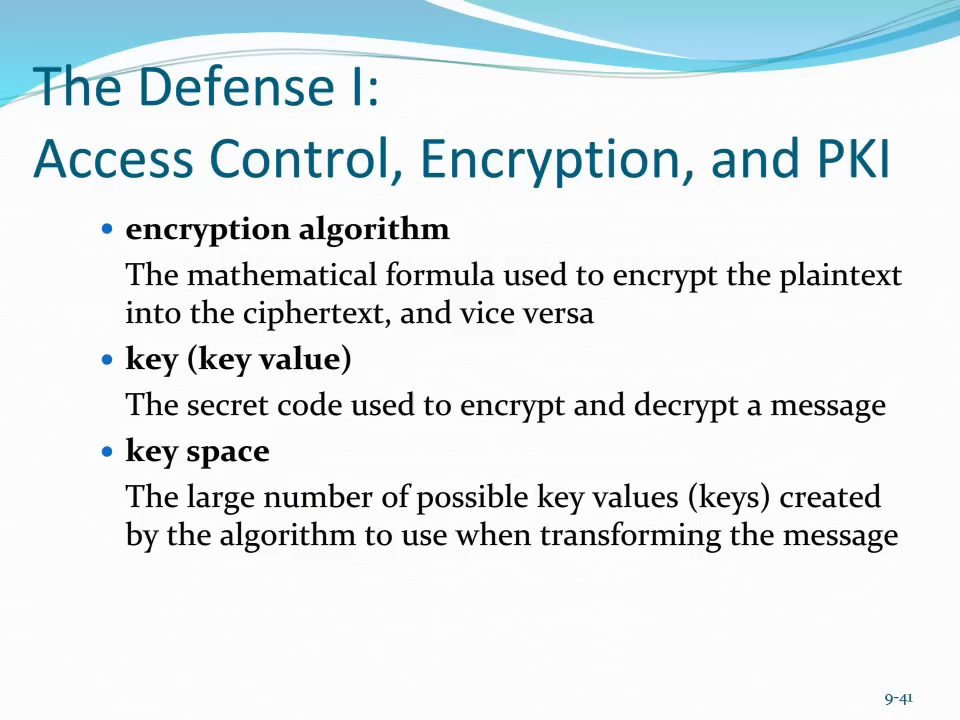 The Defense I:
Access Control, Encryption, and PKI
• encryption algorithm
The mathematical formula used to encrypt the plaintext
into the ciphertext, and vice versa
• key (key value)
The secret code used to encrypt and decrypt a message
• key space
The large number of possible key values (keys) created
by the algorithm to use when transforming the message
9-41